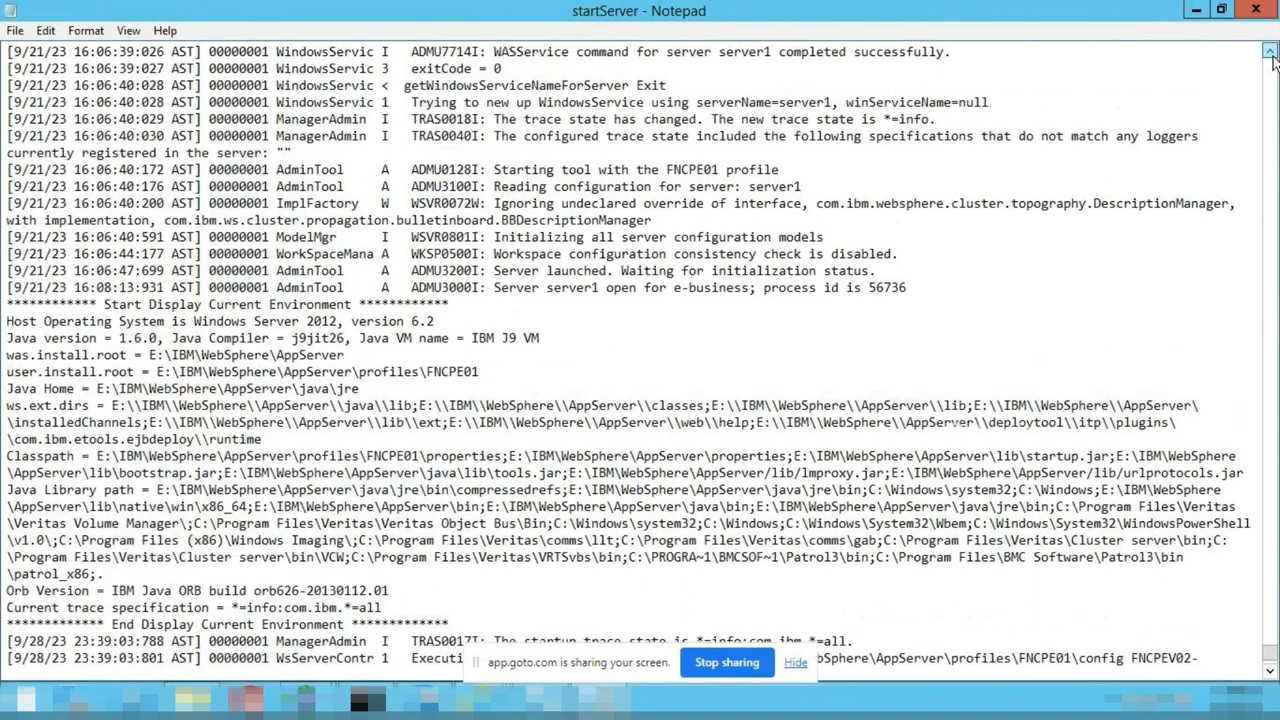 startServer - Notepad
File Edit Format View Help
[9/21/23 16:06:39:026 AST] 00000001 WindowsServic I   ADMU7714I: WASService command for server server1 completed successfully.
[9/21/23 16:06:39:027 AST] 00000001 WindowsServic 3   exitCode = 0
[9/21/23 16:06:40:028 AST] 00000001 WindowsServic <  getWindowsServiceNameForServer Exit
[9/21/23 16:06:40:028 AST] 00000001 WindowsServic 1   Trying to new up WindowsService using serverName=server1, winServiceName=null
[9/21/23 16:06:40:029 AST] 00000001 ManagerAdmin  I   TRAS0018I: The trace state has changed. The new trace state is *=info.
[9/21/23 16:06:40:030 AST] 00000001 ManagerAdmin  I   TRAS0040I: The configured trace state included the following specifications that do not match any loggers
currently registered in the server: ""
[9/21/23 16:06:40:172 AST] 00000001 AdminTool     A   ADMU0128I: Starting tool with the FNCPE01 profile
[9/21/23 16:06:40:176 AST] 00000001 AdminTool     A   ADMU3100I: Reading configuration for server: server1
[9/21/23 16:06:40:200 AST] 00000001 ImplFactory   W   WSVR0072W: Ignoring undeclared override of interface, com.ibm.websphere.cluster.topography.DescriptionManager,
with implementation, com.ibm.ws.cluster.propagation.bulletinboard.BBDescriptionManager
[9/21/23 16:06:40:591 AST] 00000001 ModelMgr      I   WSVR0801I: Initializing all server configuration models
[9/21/23 16:06:44:177 AST] 00000001 WorkSpaceMana A   WKSP0500I: Workspace configuration consistency check is disabled.
[9/21/23 16:06:47:699 AST] 00000001 AdminTool     A   ADMU3200I: Server launched. Waiting for initialization status.
[9/21/23 16:08:13:931 AST] 00000001 AdminTool     A   ADMU3000I: Server server1 open for e-business; process id is 56736
************ Start Display Current Environment ************
Host Operating System is Windows Server 2012, version 6.2
Java version = 1.6.0, Java Compiler = j9jit26, Java VM name = IBM J9 VM
was.install.root = E:\IBM\WebSphere\AppServer
user.install.root = E:\IBM\WebSphere\AppServer\profiles\FNCPE01
Java Home = E:\IBM\WebSphere\AppServer\java\jre
ws.ext.dirs = E:\\IBM\\WebSphere\\AppServer\\java\\lib;E:\\IBM\\WebSphere\\AppServer\\classes;E:\\IBM\\WebSphere\\AppServer\\lib;E:\\IBM\\WebSphere\\AppServer\
\installedChannels;E:\\IBM\\WebSphere\\AppServer\\lib\\ext;E:\\IBM\\WebSphere\\AppServer\\web\\help;E:\\IBM\\WebSphere\\AppServer\\deploytool\\itp\\plugins\
\com.ibm.etools.ejbdeploy\\runtime
Classpath = E:\IBM\WebSphere\AppServer\profiles\FNCPE01\properties;E:\IBM\WebSphere\AppServer\properties;E:\IBM\WebSphere\AppServer\lib\startup.jar;E:\IBM\WebSphere
\AppServer\lib\bootstrap.jar;E:\IBM\WebSphere\AppServer\java\lib\tools.jar;E:\IBM\WebSphere\AppServer/lib/lmproxy.jar;E:\IBM\WebSphere\AppServer/lib/urlprotocols.jar
Java Library path = E:\IBM\WebSphere\AppServer\java\jre\bin\compressedrefs;E:\IBM\WebSphere\AppServer\java\jre\bin;C:\Windows\system32;C:\Windows;E:\IBM\WebSphere
\AppServer\lib\native\win\x86_64;E:\IBM\WebSphere\AppServer\bin;E:\IBM\WebSphere\AppServer\java\bin;E:\IBM\WebSphere\AppServer\java\jre\bin;C:\Program Files
\Veritas\Veritas Volume Manager\;C:\Program Files\Veritas\Veritas Object Bus\Bin;C:\Windows\system32;C:\Windows;C:\Windows\System32\Wbem;C:\Windows\System32\WindowsPowerShell
\v1.0\;C:\Program Files (x86)\Windows Imaging\;C:\Program Files\Veritas\comms\llt;C:\Program Files\Veritas\comms\gab;C:\Program Files\Veritas\Cluster server\bin;C:
\Program Files\Veritas\Cluster server\bin\VCW;C:\Program Files\Veritas\VRTSvbs\bin;C:\PROGRA~1\BMCSOF~1\Patrol3\bin;C:\Program Files\BMC Software\Patrol3\bin
\patrol_x86;.
Orb Version = IBM Java ORB build orb626-20130112.01
Current trace specification = *=info:com.ibm.*=all
************* End Display Current Environment *************
[9/28/23 23:39:03:788 AST] 00000001 ManagerAdmin  I   TRAS0017I: The startup trace state is *=info:com.ibm.*=all.
[9/28/23 23:39:03:801 AST] 00000001 WsServerContr 1   Executi bSphere\AppServer\profiles\FNCPE01\config FNCPEV02-
app.goto.com is sharing your screen. Stop sharing Hide